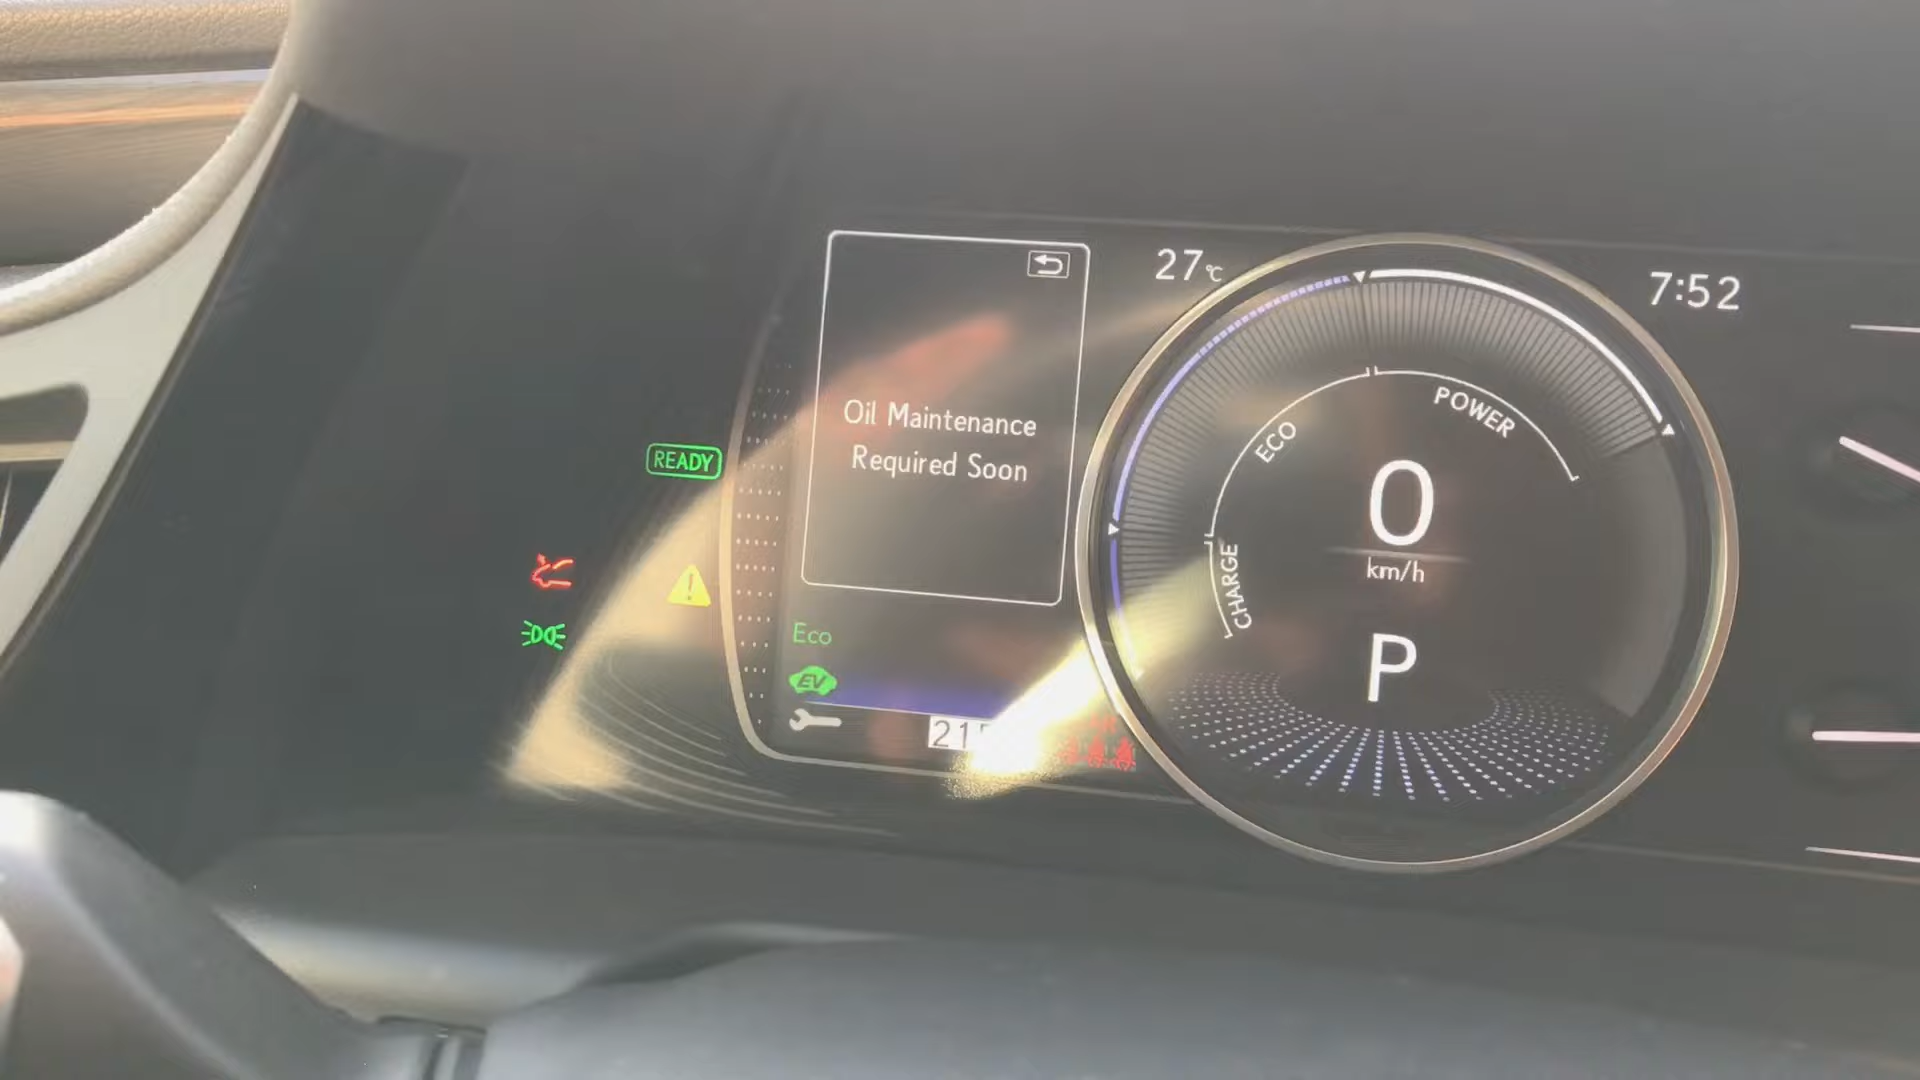 27°C
7:52
Oil Maintenance
Required Soon
READY
ECO
POWER
CHARGE
0
km/h
P
Eco
EV